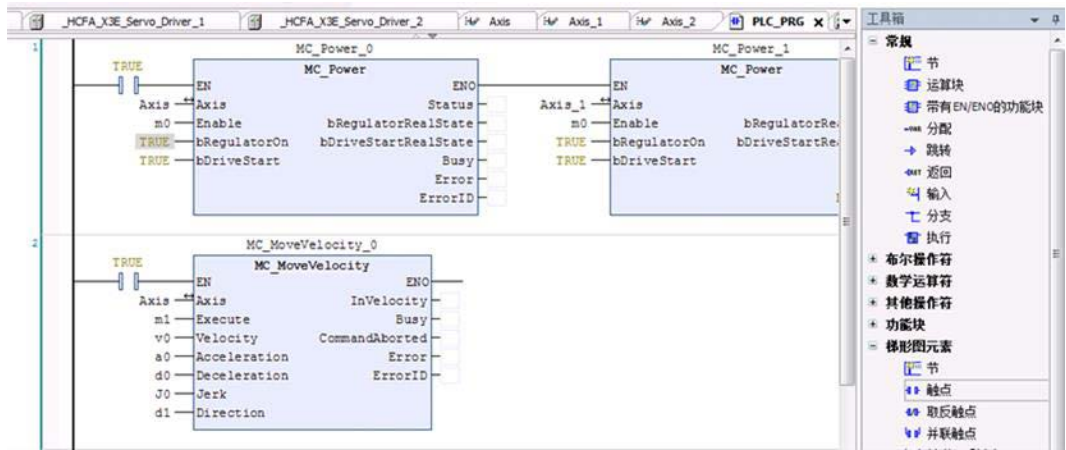 _HCFA_X3E_Servo_Driver_1 _HCFA_X3E_Servo_Driver_2 Axis Axis_1 Axis_2 PLC_PRG
1
MC_Power_0
MC_Power
TRUE
EN ENO
Axis Axis Status
m0 Enable bRegulatorRealState
TRUE bRegulatorOn bDriveStartRealState
TRUE bDriveStart Busy
Error
ErrorID
MC_Power_1
MC_Power
EN
Axis_1 Axis
m0 Enable bRegulatorRe
TRUE bRegulatorOn bDriveStartRe
TRUE bDriveStart
2
MC_MoveVelocity_0
MC_MoveVelocity
TRUE
EN ENO
Axis Axis InVelocity
m1 Execute Busy
v0 Velocity CommandAborted
a0 Acceleration Error
d0 Deceleration ErrorID
J0 Jerk
d1 Direction
工具箱
常规
节
运算块
带有EN/ENO的功能块
分配
跳转
返回
输入
分支
执行
布尔操作符
数学运算符
其他操作符
功能块
梯形图元素
节
触点
取反触点
并联触点